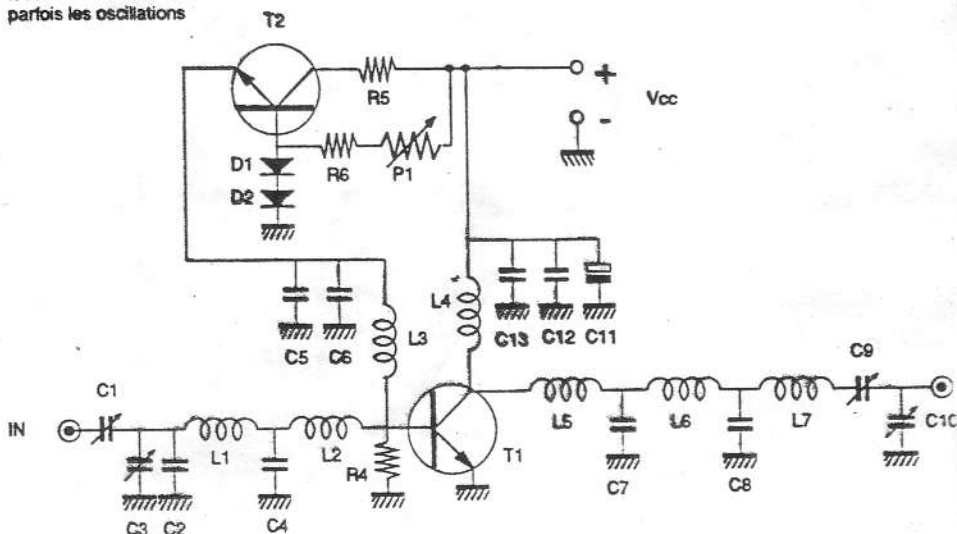 parfois les oscillations
T2
R5
+
Vcc
-
R6
P1
D1
D2
L4
L3
C5
C6
C13
C12
C11
C9
C1
IN
L1
L2
R4
T1
L5
L6
L7
C10
C3
C2
C4
C7
C8